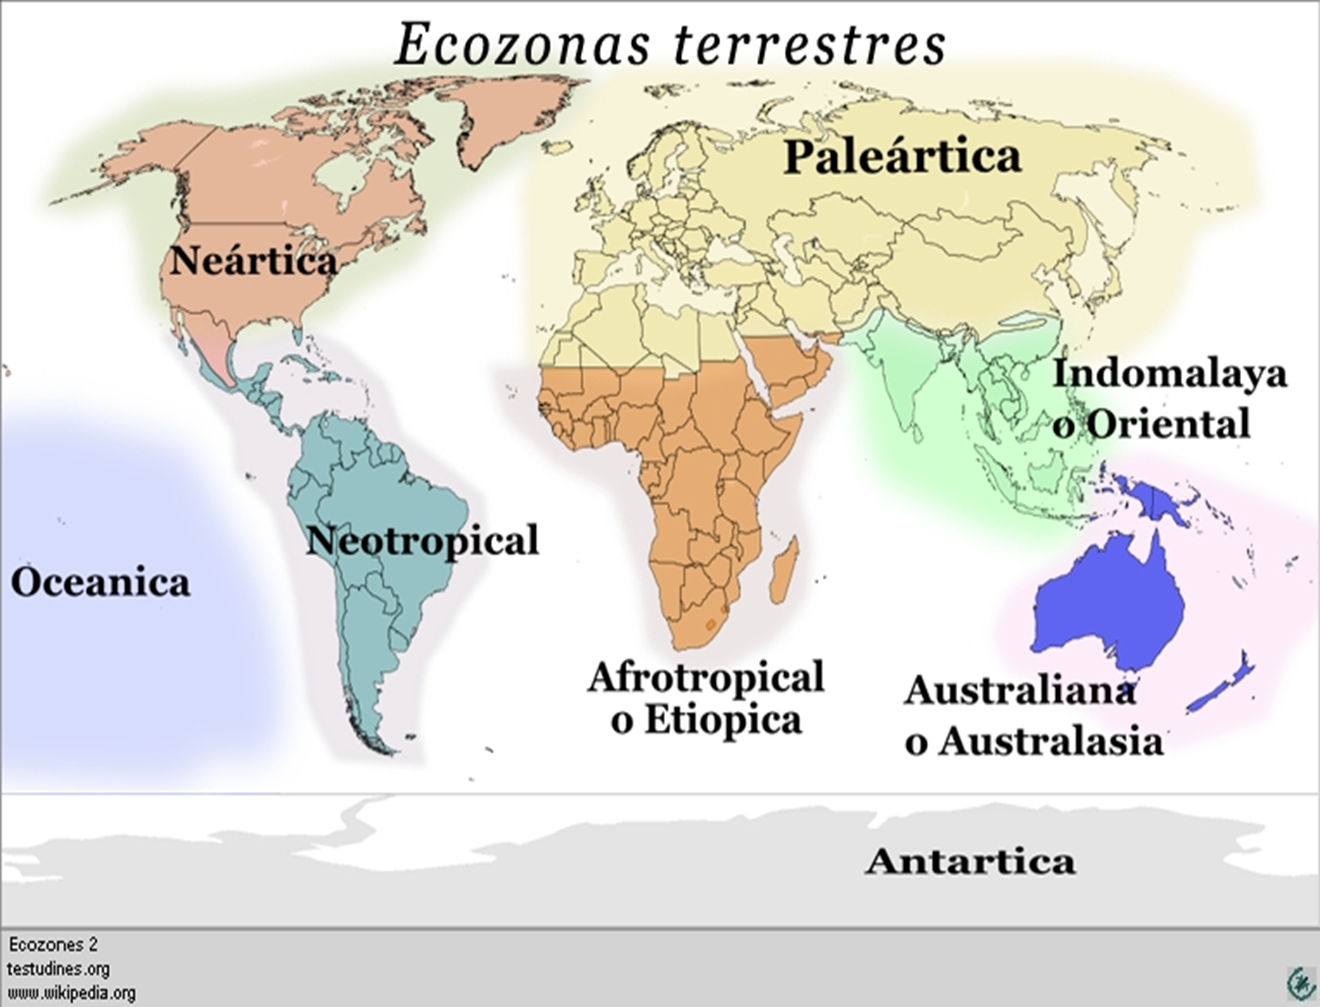 Ecozonas terrestres
Paleártica
Neártica
Indomalaya
o Oriental
Neotropical
Oceanica
Afrotropical
o Etiopica
Australiana
o Australasia
Antartica
Ecozones 2
testudines.org
www.wikipedia.org